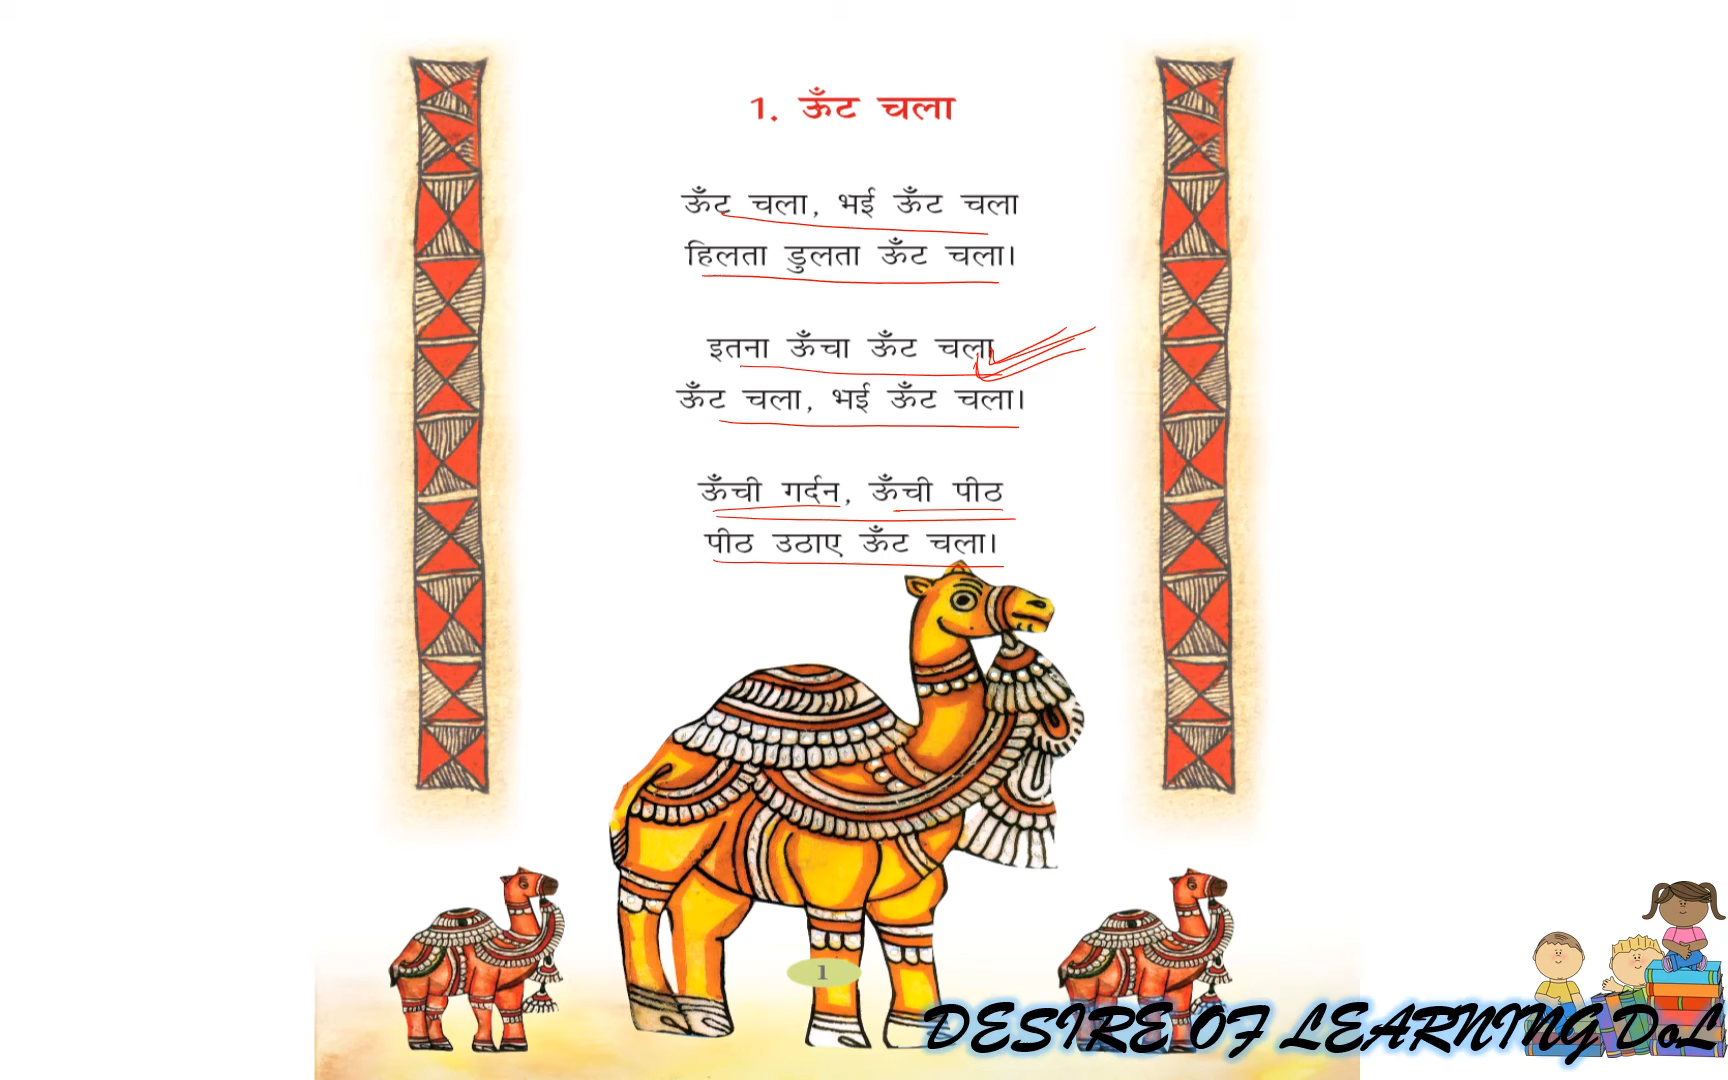 1. ऊँट चला
ऊँट चला, भई ऊँट चला
हिलता डुलता ऊँट चला।
इतना ऊँचा ऊँट चला
ऊँट चला, भई ऊँट चला।
ऊँची गर्दन, ऊँची पीठ
पीठ उठाए ऊँट चला।
1
DESIRE OF LEARNING DoL